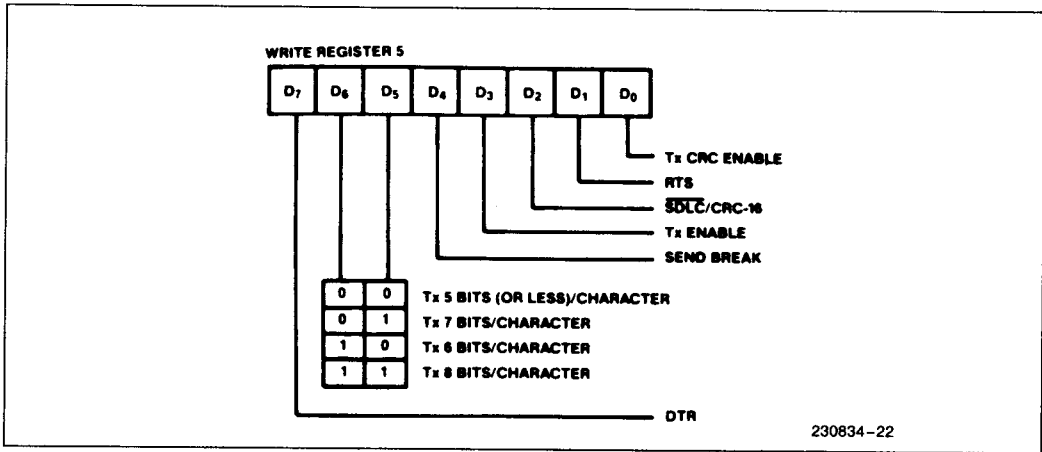 WRITE REGISTER 5
D7 D6 D5 D4 D3 D2 D1 D0
Tx CRC ENABLE
RTS
SDLC/CRC-16
Tx ENABLE
SEND BREAK
0 0 Tx 5 BITS (OR LESS)/CHARACTER
0 1 Tx 7 BITS/CHARACTER
1 0 Tx 6 BITS/CHARACTER
1 1 Tx 8 BITS/CHARACTER
DTR
230834-22